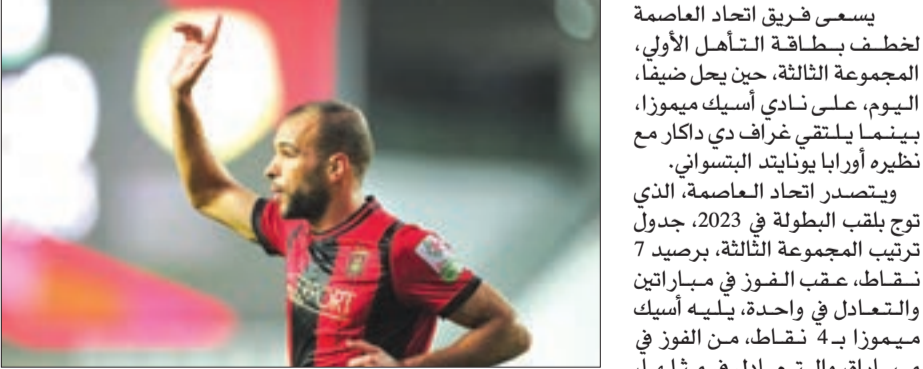 يسعى فريق اتحاد العاصمة
لخطف بطاقة التأهل الأولي،
المجموعة الثالثة، حين يحل ضيفا،
اليوم، على نادي أسيك ميموزا،
بينما يلتقي غراف دي داكار مع
نظيره أورابا يونايتد البتسواني.
ويتصدر اتحاد العاصمة، الذي
توج بلقب البطولة في 2023، جدول
ترتيب المجموعة الثالثة، برصيد 7
نقاط، عقب الفوز في مباراتين
والتعادل في واحدة، يليه أسيك
ميموزا بـ 4 نقاط، من الفوز في